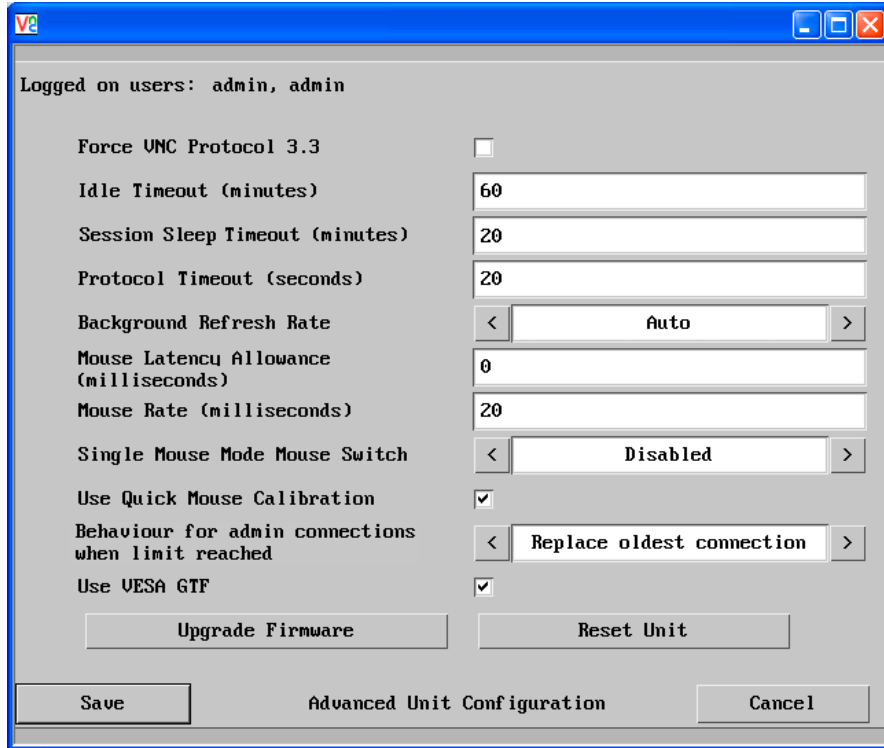 Logged on users: admin, admin
Force VNC Protocol 3.3
Idle Timeout (minutes) 60
Session Sleep Timeout (minutes) 20
Protocol Timeout (seconds) 20
Background Refresh Rate < Auto >
Mouse Latency Allowance
(milliseconds) 0
Mouse Rate (milliseconds) 20
Single Mouse Mode Mouse Switch < Disabled >
Use Quick Mouse Calibration
Behaviour for admin connections
when limit reached < Replace oldest connection >
Use VESA GTF
Upgrade Firmware Reset Unit
Save Advanced Unit Configuration Cancel